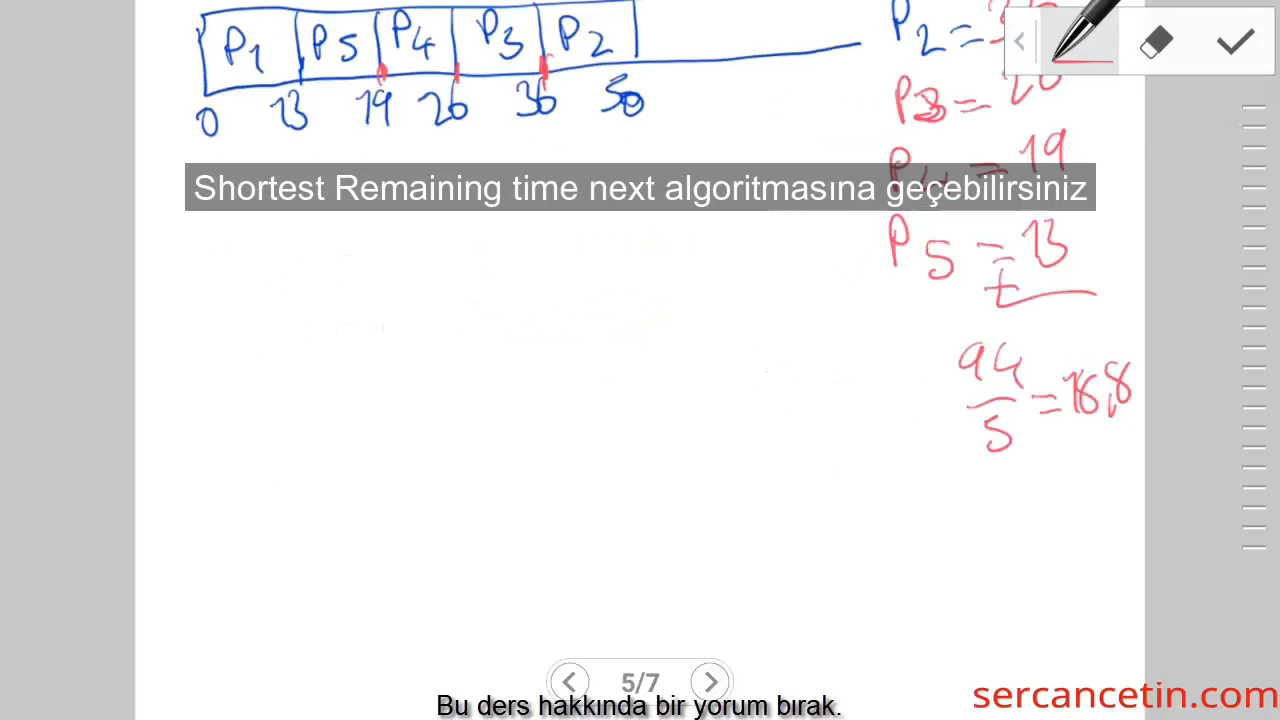 P1 P5 P4 P3 P2
0 13 19 26 36 50
P2 =
P3 = 26
= 19
Shortest Remaining time next algoritmasına geçebilirsiniz
P5 = 13
+
94
5
= 18,8
5/7
Bu ders hakkında bir yorum bırak.
sercancetin.com